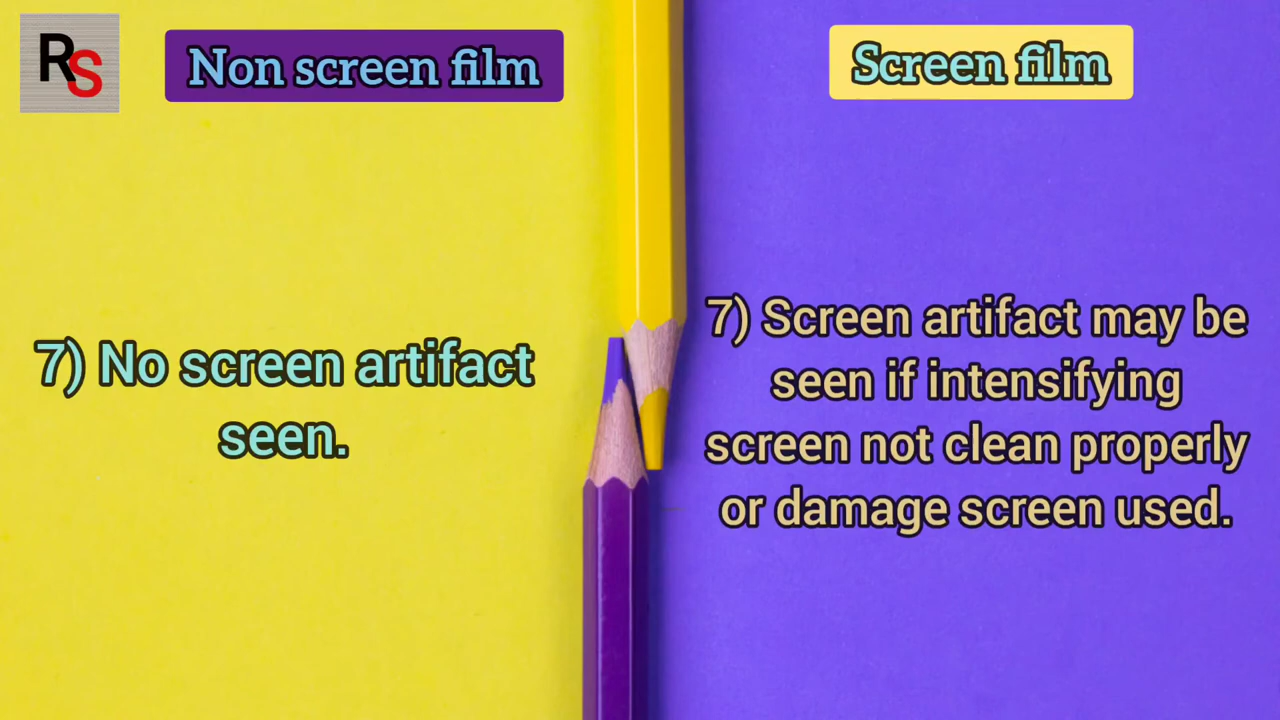 RS
Non screen film
Screen film
7) No screen artifact
seen.
7) Screen artifact may be
seen if intensifying
screen not clean properly
or damage screen used.